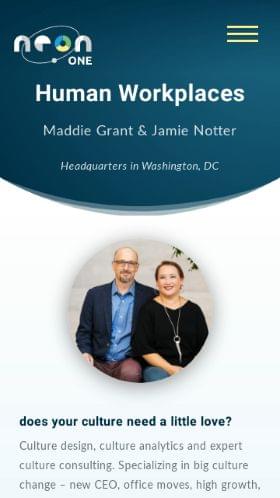 neon
ONE
Human Workplaces
Maddie Grant & Jamie Notter
Headquarters in Washington, DC
does your culture need a little love?
Culture design, culture analytics and expert
culture consulting. Specializing in big culture
change – new CEO, office moves, high growth,